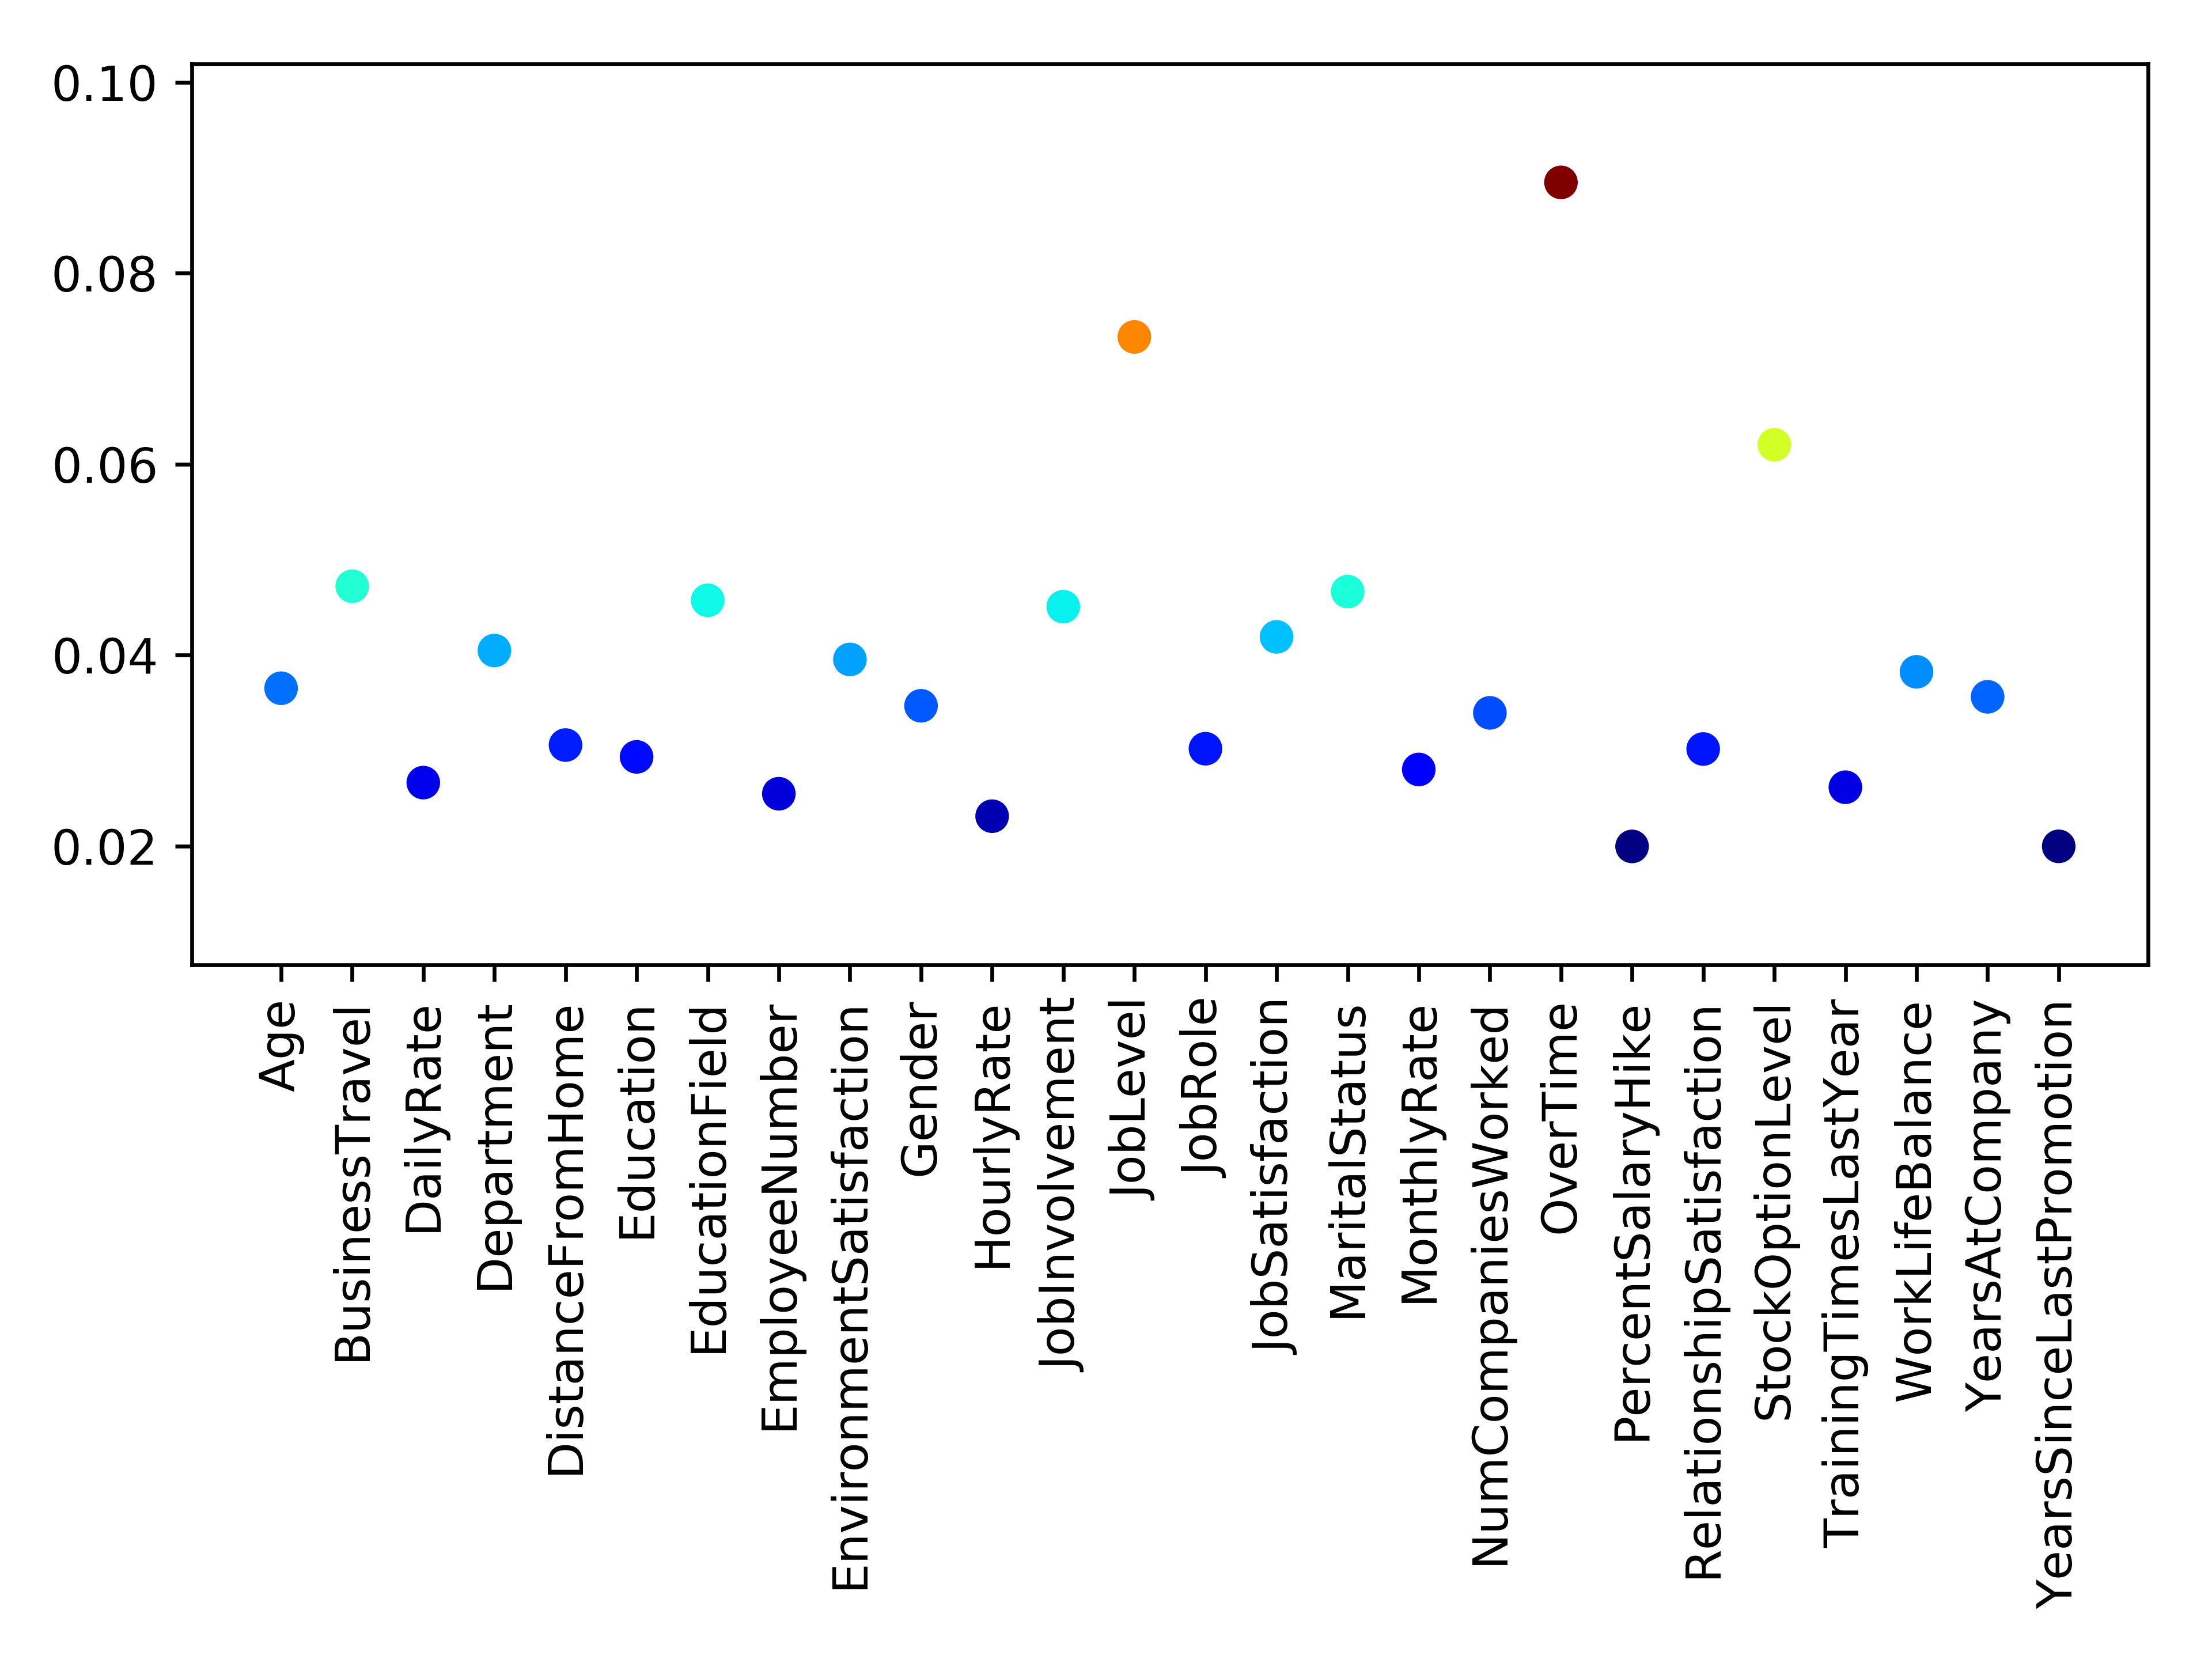 0.10
0.08
0.06
0.04
0.02
Age
BusinessTravel
DailyRate
Department
DistanceFromHome
Education
EducationField
EmployeeNumber
EnvironmentSatisfaction
Gender
HourlyRate
JobInvolvement
JobLevel
JobRole
JobSatisfaction
MaritalStatus
MonthlyRate
NumCompaniesWorked
OverTime
PercentSalaryHike
RelationshipSatisfaction
StockOptionLevel
TrainingTimesLastYear
WorkLifeBalance
YearsAtCompany
YearsSinceLastPromotion